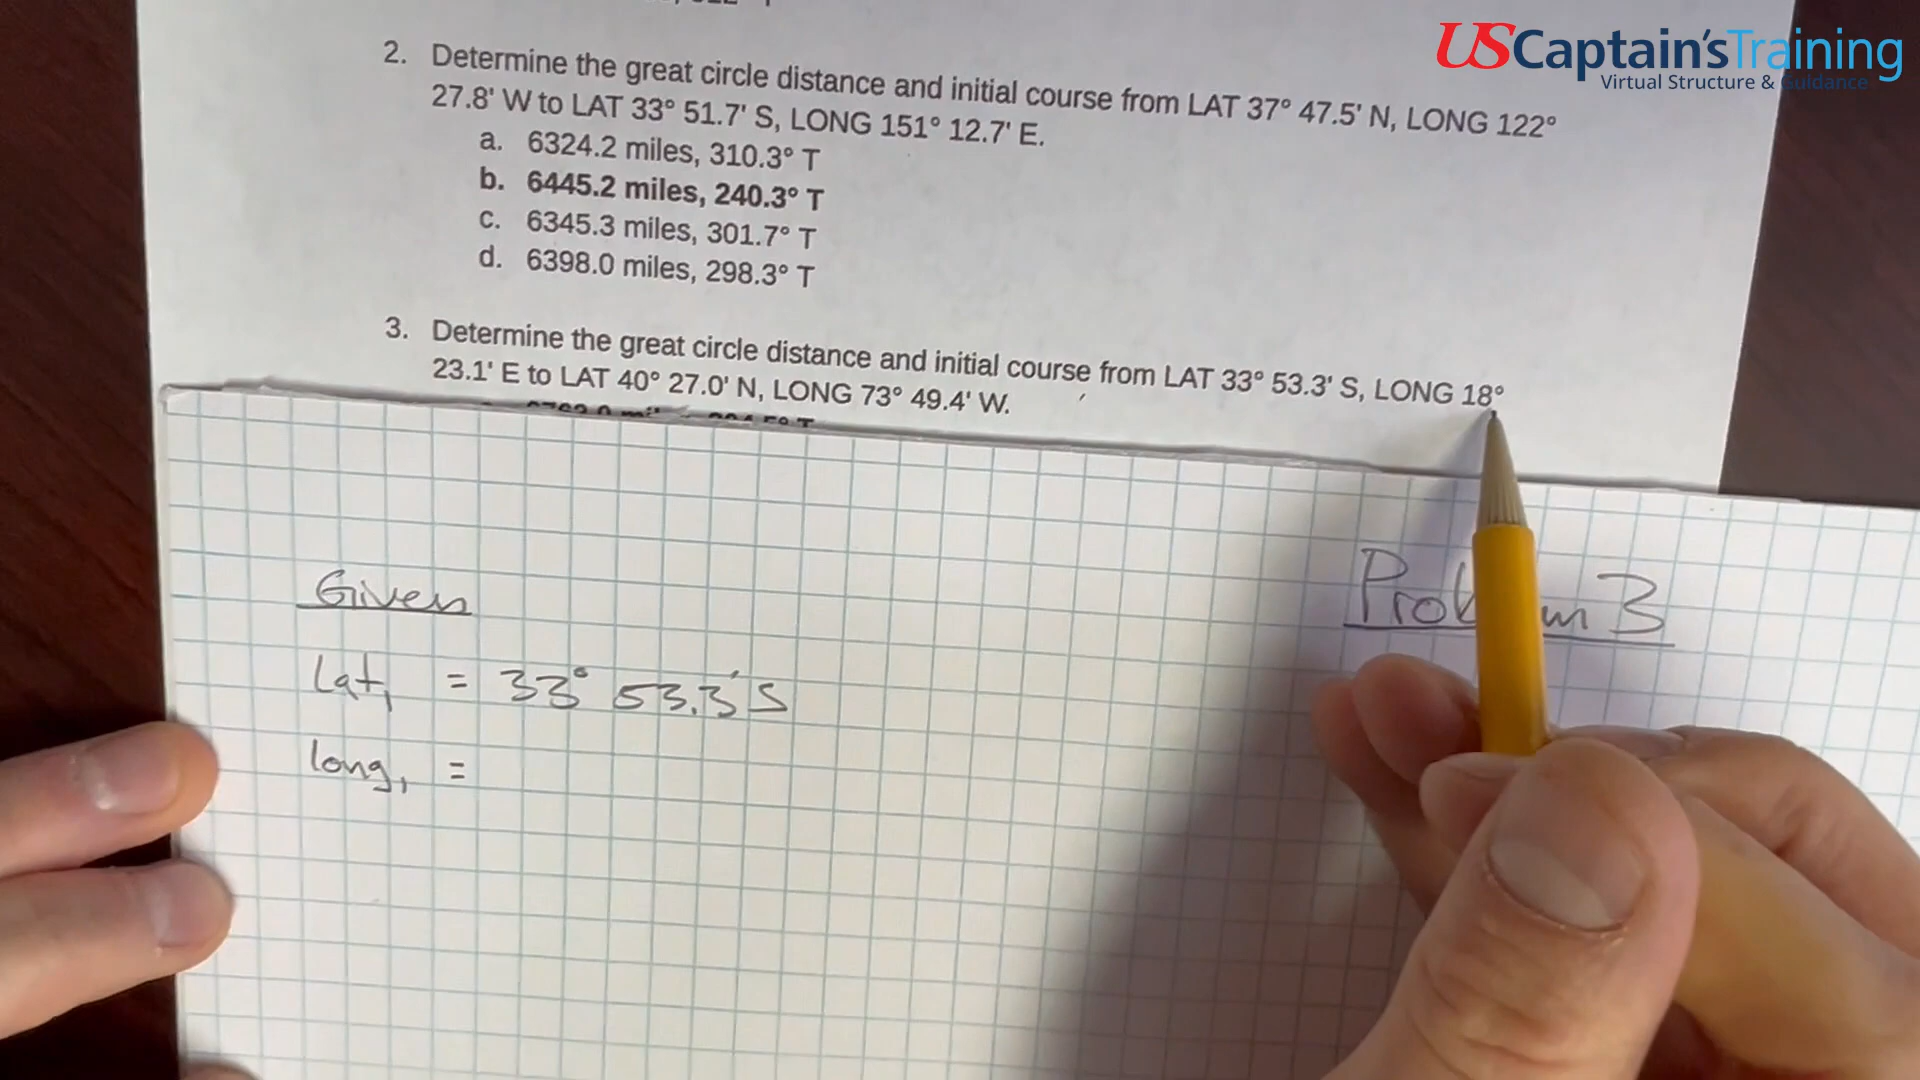 USCaptain'sTraining
Virtual Structure & Guidance
2. Determine the great circle distance and initial course from LAT 37° 47.5' N, LONG 122°
27.8' W to LAT 33° 51.7' S, LONG 151° 12.7' E.
a. 6324.2 miles, 310.3° T
b. 6445.2 miles, 240.3° T
c. 6345.3 miles, 301.7° T
d. 6398.0 miles, 298.3° T
3. Determine the great circle distance and initial course from LAT 33° 53.3' S, LONG 18°
23.1' E to LAT 40° 27.0' N, LONG 73° 49.4' W.
Given
Problem 3
Lat₁ = 33° 53.3' S
long₁ =